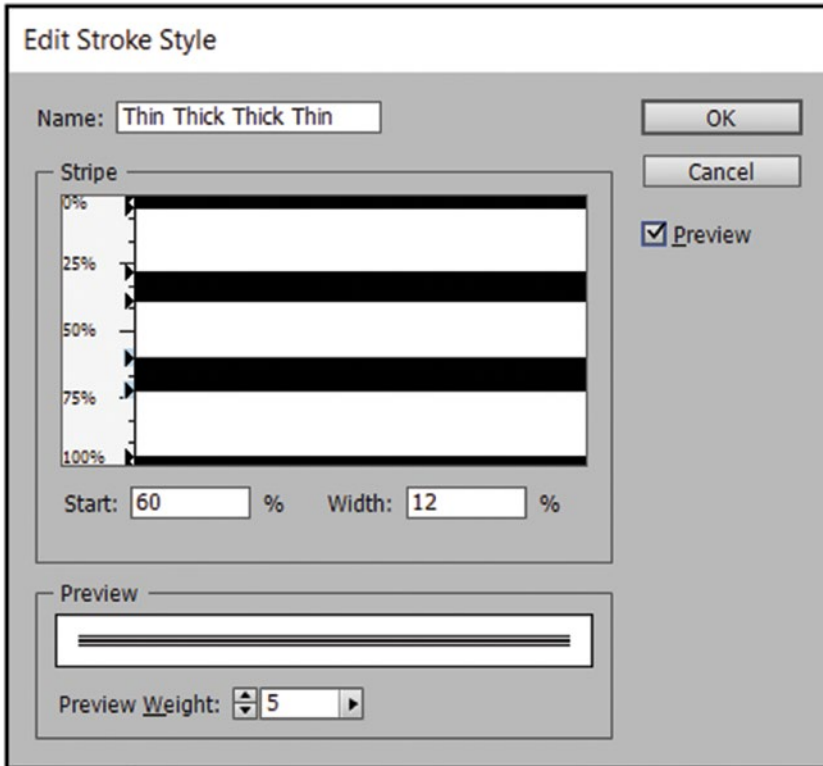 Edit Stroke Style
Name: Thin Thick Thick Thin
OK
Stripe
Cancel
0%
Preview
25%
50%
75%
100%
Start: 60 % Width: 12 %
Preview
Preview Weight: 5